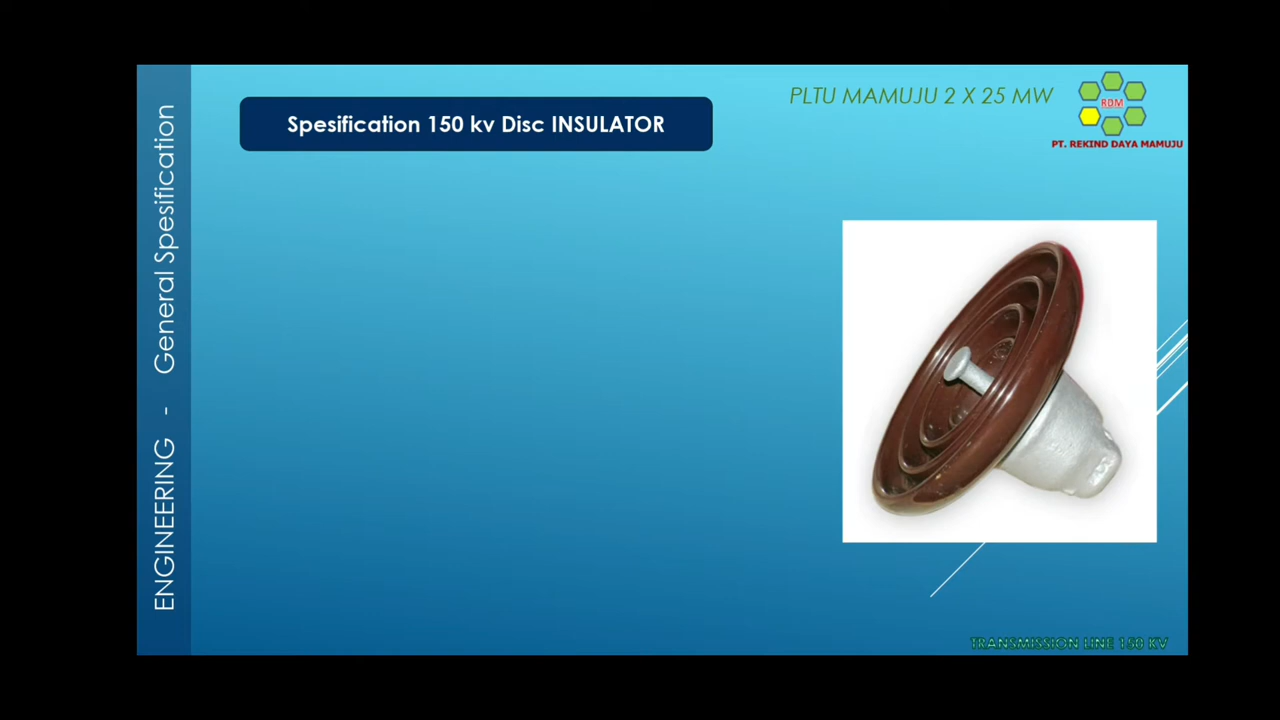 ENGINEERING - General Spesification
Spesification 150 kv Disc INSULATOR
PLTU MAMUJU 2 X 25 MW
RDM
PT. REKIND DAYA MAMUJU
TRANSMISSION LINE 150 KV